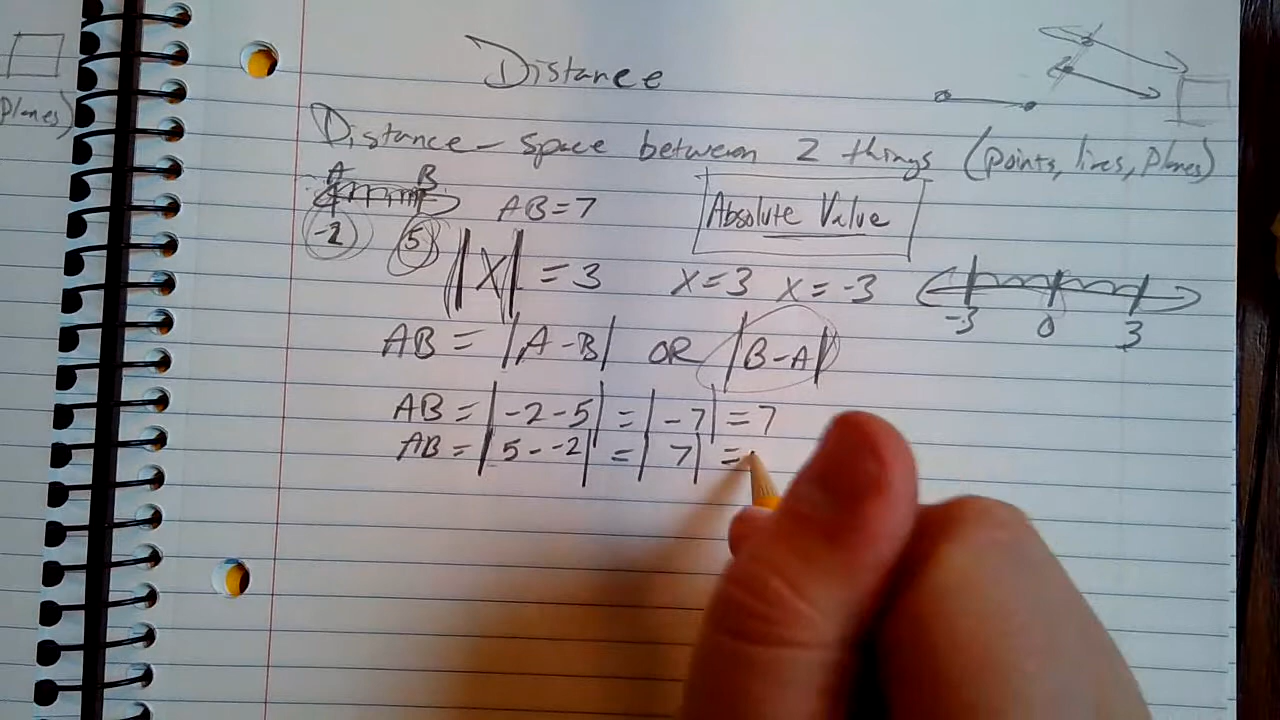 Distance
Planes)
Distance - space between 2 things (points, lines, planes)
A B
AB = 7
Absolute Value
-2 5
|X| = 3 x = 3 x = -3
-3 0 3
AB = |A - B| OR |B - A|
AB = |-2 - 5| = |-7| = 7
AB = |5 - -2| = |7| =